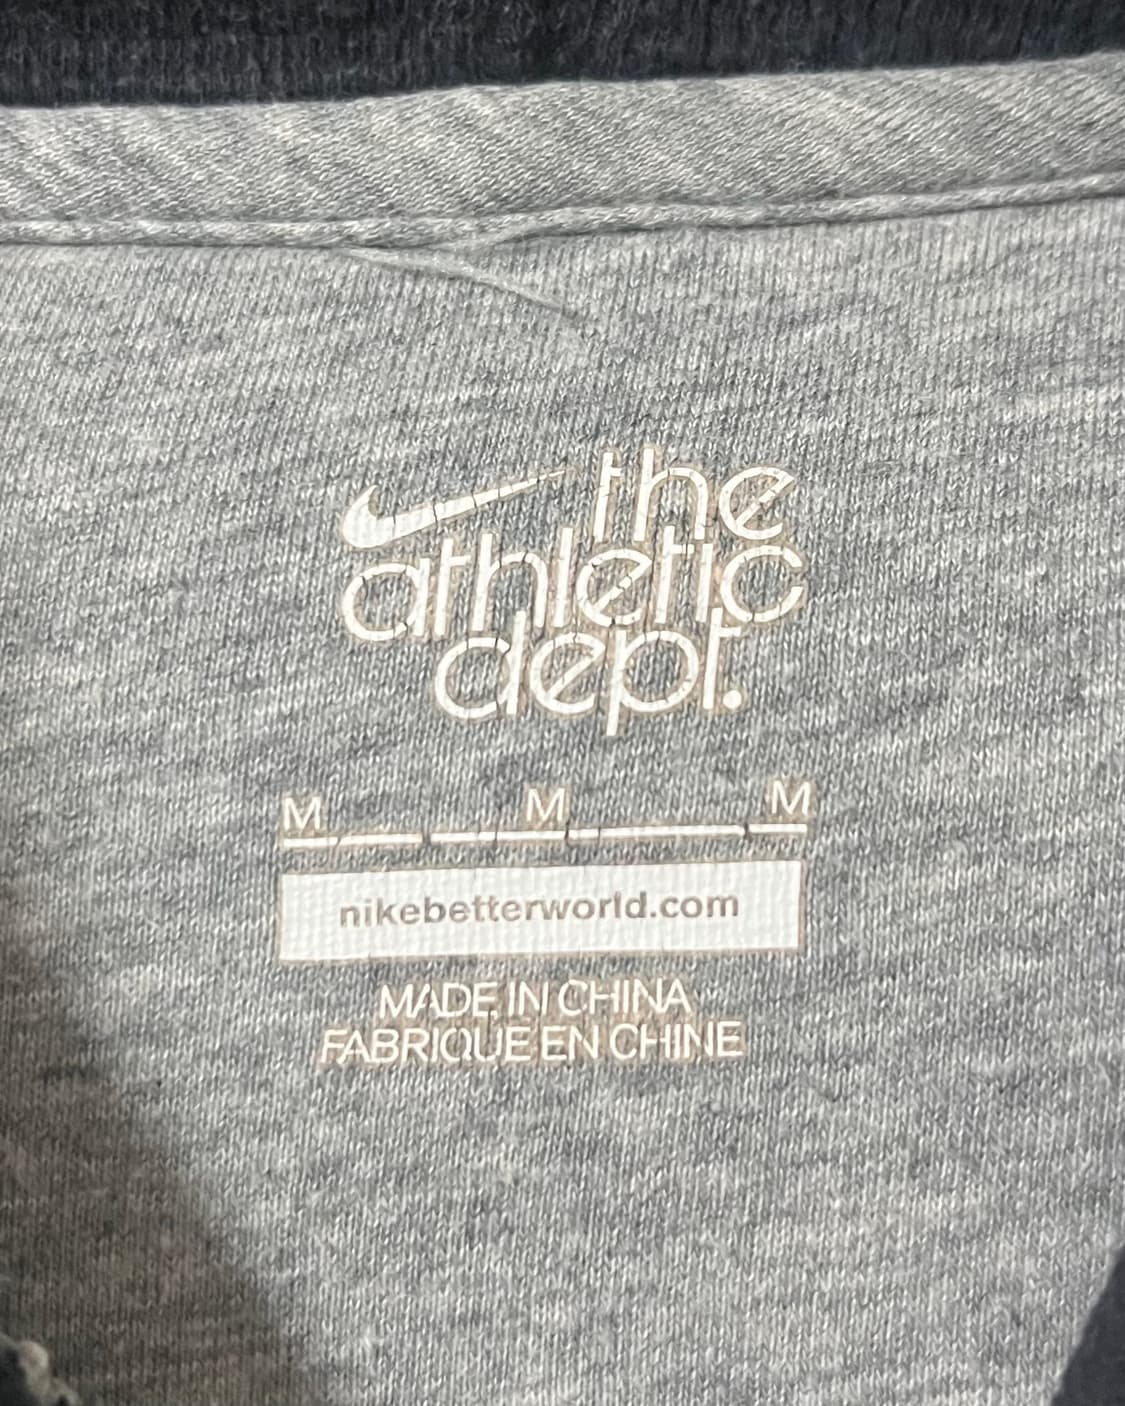 the
athletic
dept.
M M M
nikebetterworld.com
MADE IN CHINA
FABRIQUE EN CHINE